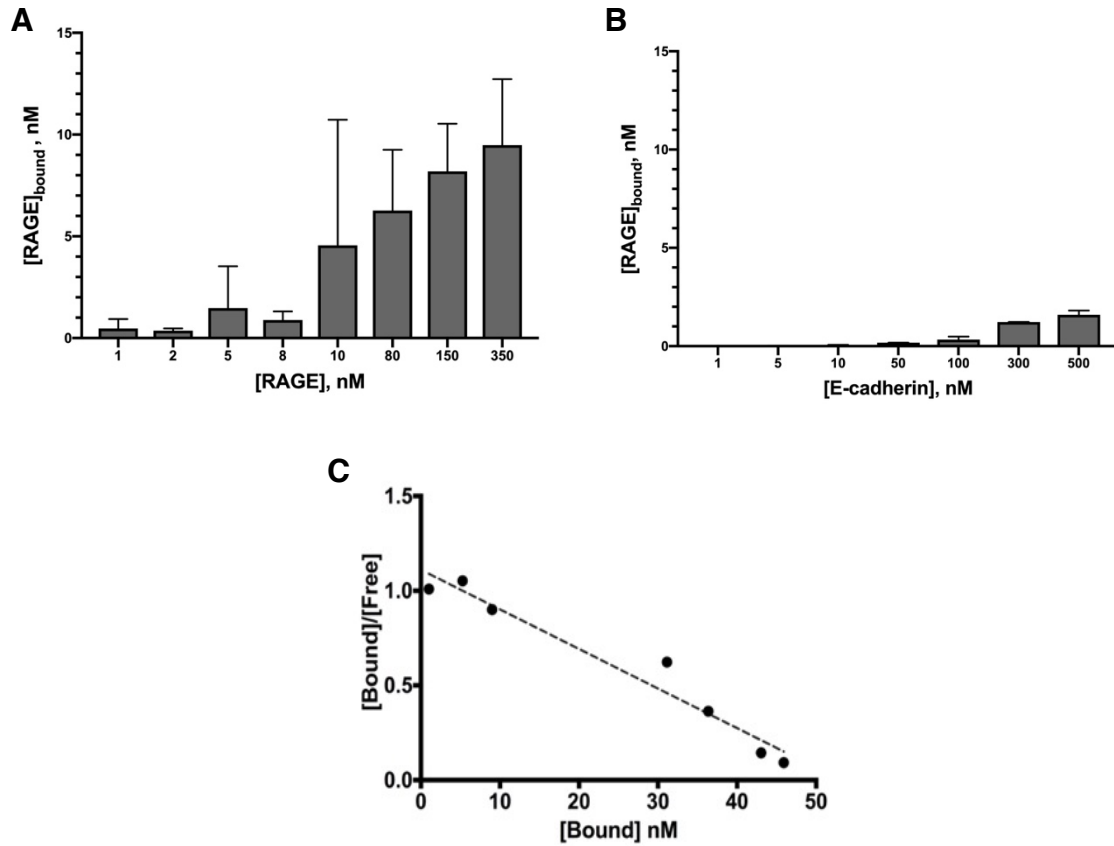 A
[RAGE]bound , nM
15
10
5
0
1 2 5 8 10 80 150 350
[RAGE], nM
B
[RAGE]bound, nM
15
10
5
0
1 5 10 50 100 300 500
[E-cadherin], nM
C
[Bound]/[Free]
1.5
1.0
0.5
0.0
0 10 20 30 40 50
[Bound] nM